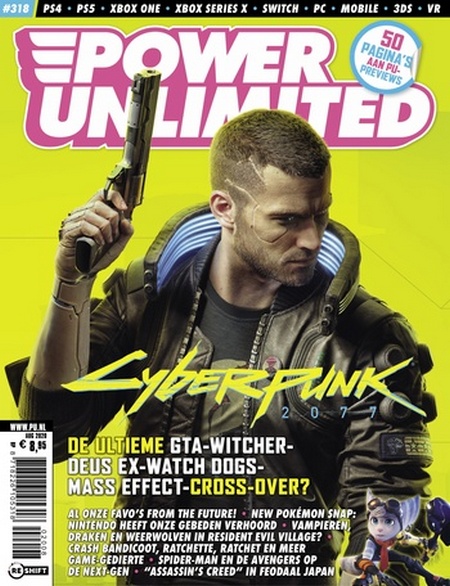 #318 PS4 • PS5 • XBOX ONE • XBOX SERIES X • SWITCH • PC • MOBILE • 3DS • VR
POWER
UNLIMITED
50
PAGINA'S
AAN PU-
PREVIEWS
CYBERPUNK
2077
WWW.PU.NL
AUG 2020
€ 8,95
DE ULTIEME GTA-WITCHER-
DEUS EX-WATCH DOGS-
MASS EFFECT-CROSS-OVER?
AL ONZE FAVO'S FROM THE FUTURE! • NEW POKÉMON SNAP:
NINTENDO HEEFT ONZE GEBEDEN VERHOORD • VAMPIEREN,
DRAKEN EN WEERWOLVEN IN RESIDENT EVIL VILLAGE? •
CRASH BANDICOOT, RATCHETTE, RATCHET EN MEER
GAME-GEDIERTE • SPIDER-MAN EN DE AVENGERS OP
DE NEXT-GEN • "ASSASSIN'S CREED" IN FEODAAL JAPAN
RESHIFT